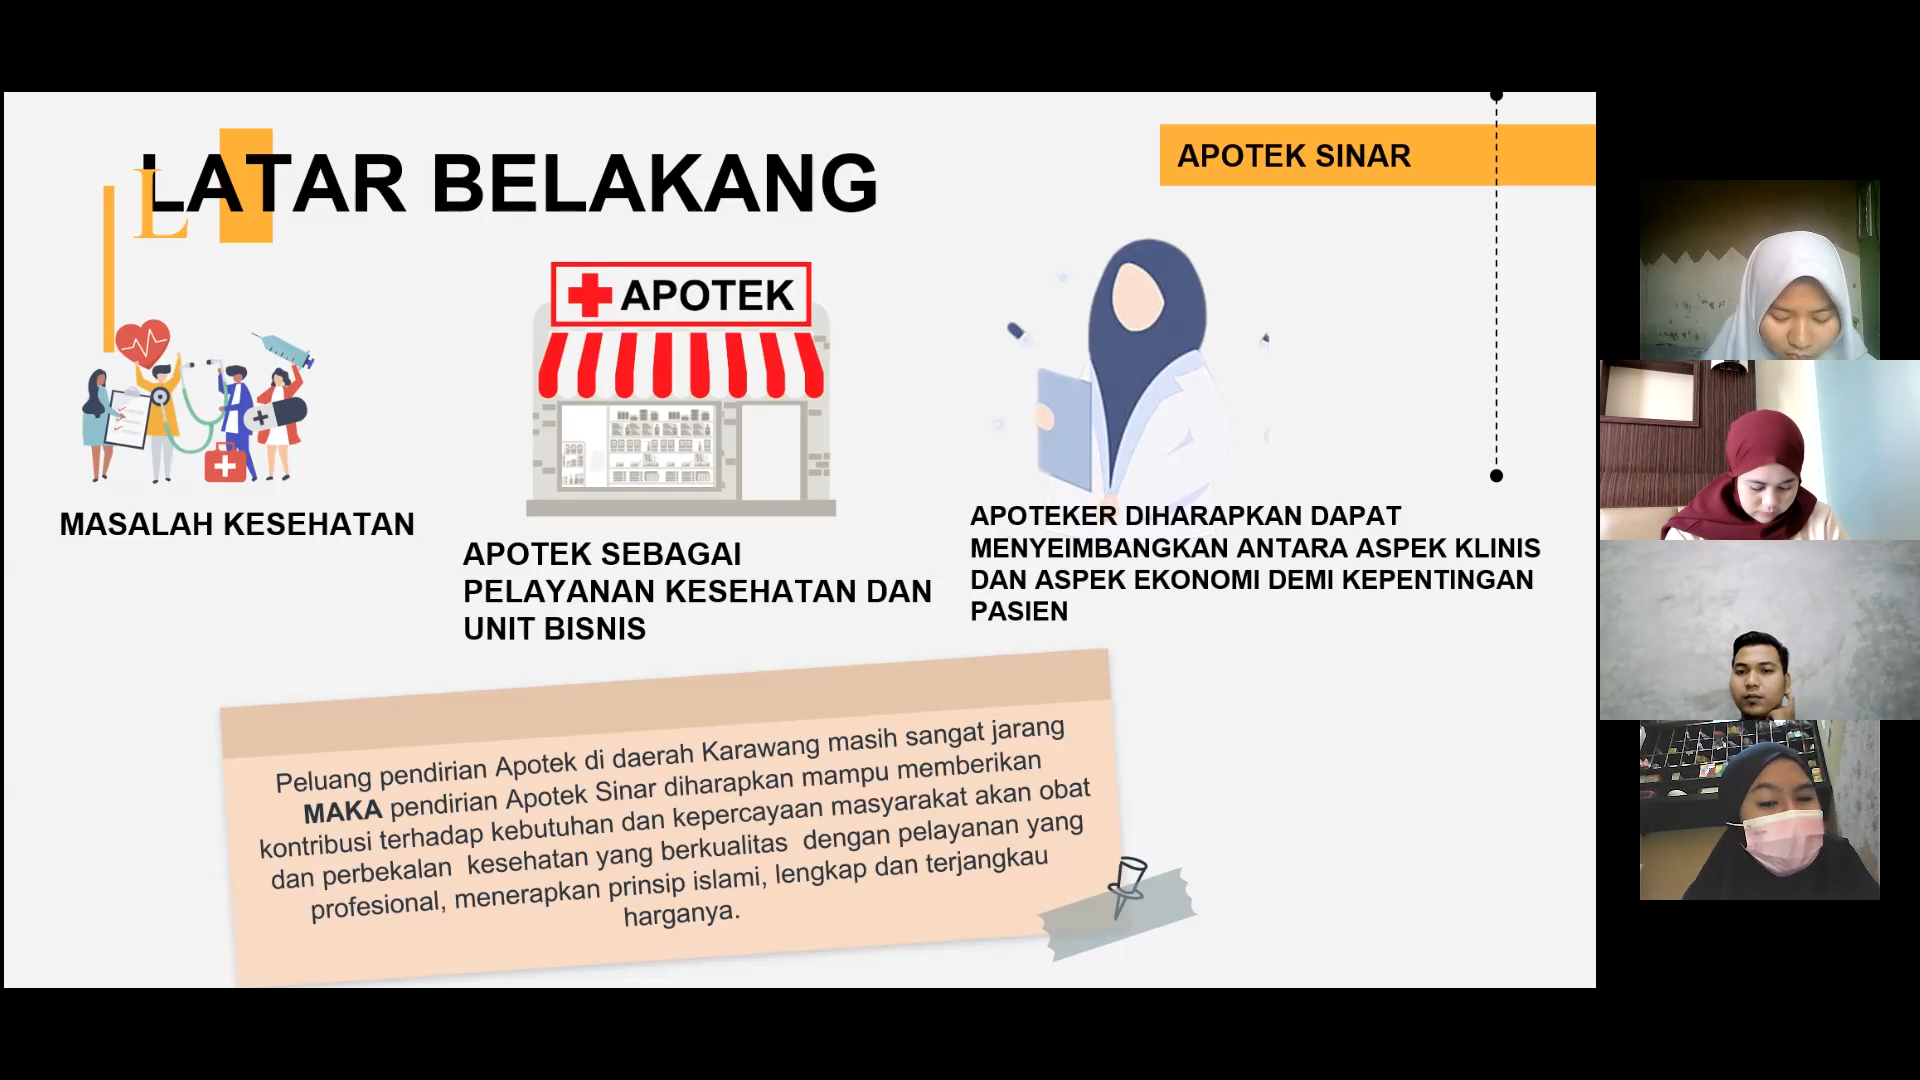 LATAR BELAKANG
L
APOTEK SINAR
APOTEK
MASALAH KESEHATAN
APOTEK SEBAGAI
PELAYANAN KESEHATAN DAN
UNIT BISNIS
APOTEKER DIHARAPKAN DAPAT
MENYEIMBANGKAN ANTARA ASPEK KLINIS
DAN ASPEK EKONOMI DEMI KEPENTINGAN
PASIEN
Peluang pendirian Apotek di daerah Karawang masih sangat jarang
MAKA pendirian Apotek Sinar diharapkan mampu memberikan
kontribusi terhadap kebutuhan dan kepercayaan masyarakat akan obat
dan perbekalan  kesehatan yang berkualitas  dengan pelayanan yang
profesional, menerapkan prinsip islami, lengkap dan terjangkau
harganya.